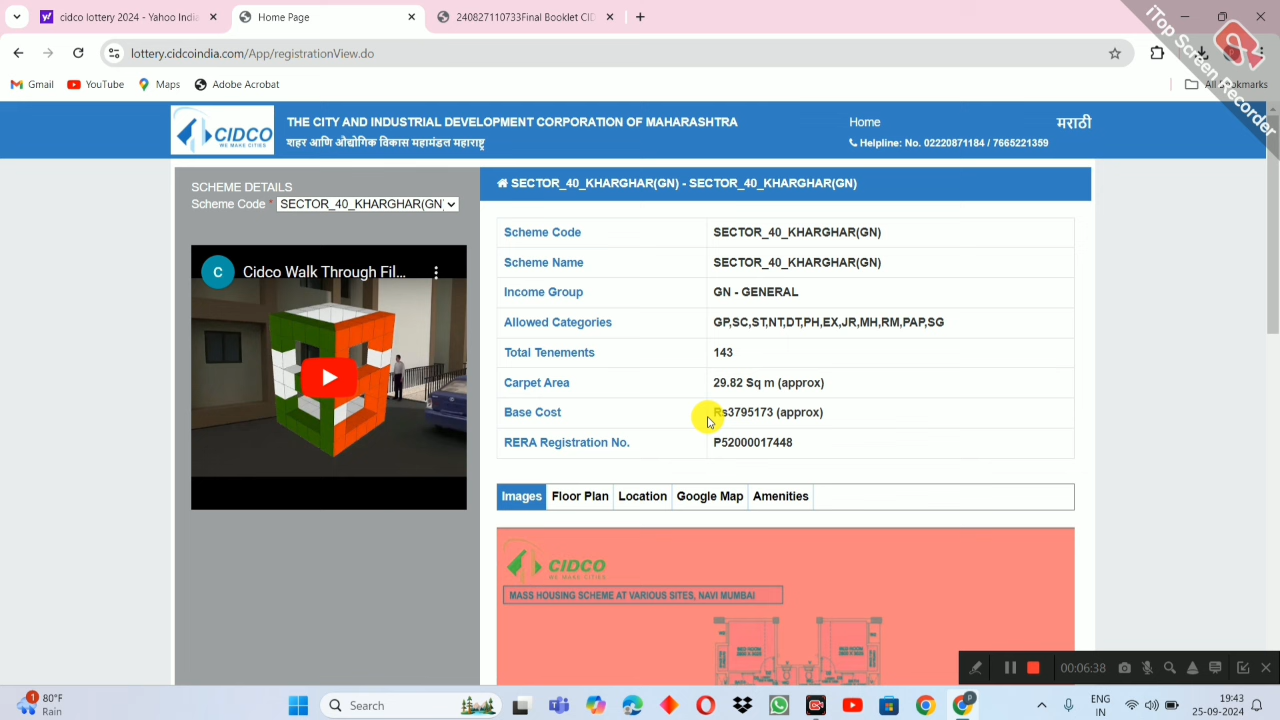 cidco lottery 2024 - Yahoo Indi
Home Page
240827110733Final Booklet CID
lottery.cidcoindia.com/App/registrationView.do
Gmail
YouTube
Maps
Adobe Acrobat
All Bookmarks
iTop Screen Recorder
CIDCO
WE MAKE CITIES
THE CITY AND INDUSTRIAL DEVELOPMENT CORPORATION OF MAHARASHTRA
शहर आणि औद्योगिक विकास महामंडल महाराष्ट्र
Home
मराठी
Helpline: No. 02220871184 / 7665221359
SCHEME DETAILS
Scheme Code * SECTOR_40_KHARGHAR(GN)
C
Cidco Walk Through Fil...
SECTOR_40_KHARGHAR(GN) - SECTOR_40_KHARGHAR(GN)
Scheme Code SECTOR_40_KHARGHAR(GN)
Scheme Name SECTOR_40_KHARGHAR(GN)
Income Group GN - GENERAL
Allowed Categories GP,SC,ST,NT,DT,PH,EX,JR,MH,RM,PAP,SG
Total Tenements 143
Carpet Area 29.82 Sq m (approx)
Base Cost Rs3795173 (approx)
RERA Registration No. P52000017448
Images Floor Plan Location Google Map Amenities
CIDCO
WE MAKE CITIES
MASS HOUSING SCHEME AT VARIOUS SITES, NAVI MUMBAI
00:06:38
1
80°F
Rain
Search
P
ENG
IN
19:43
25-09-2024